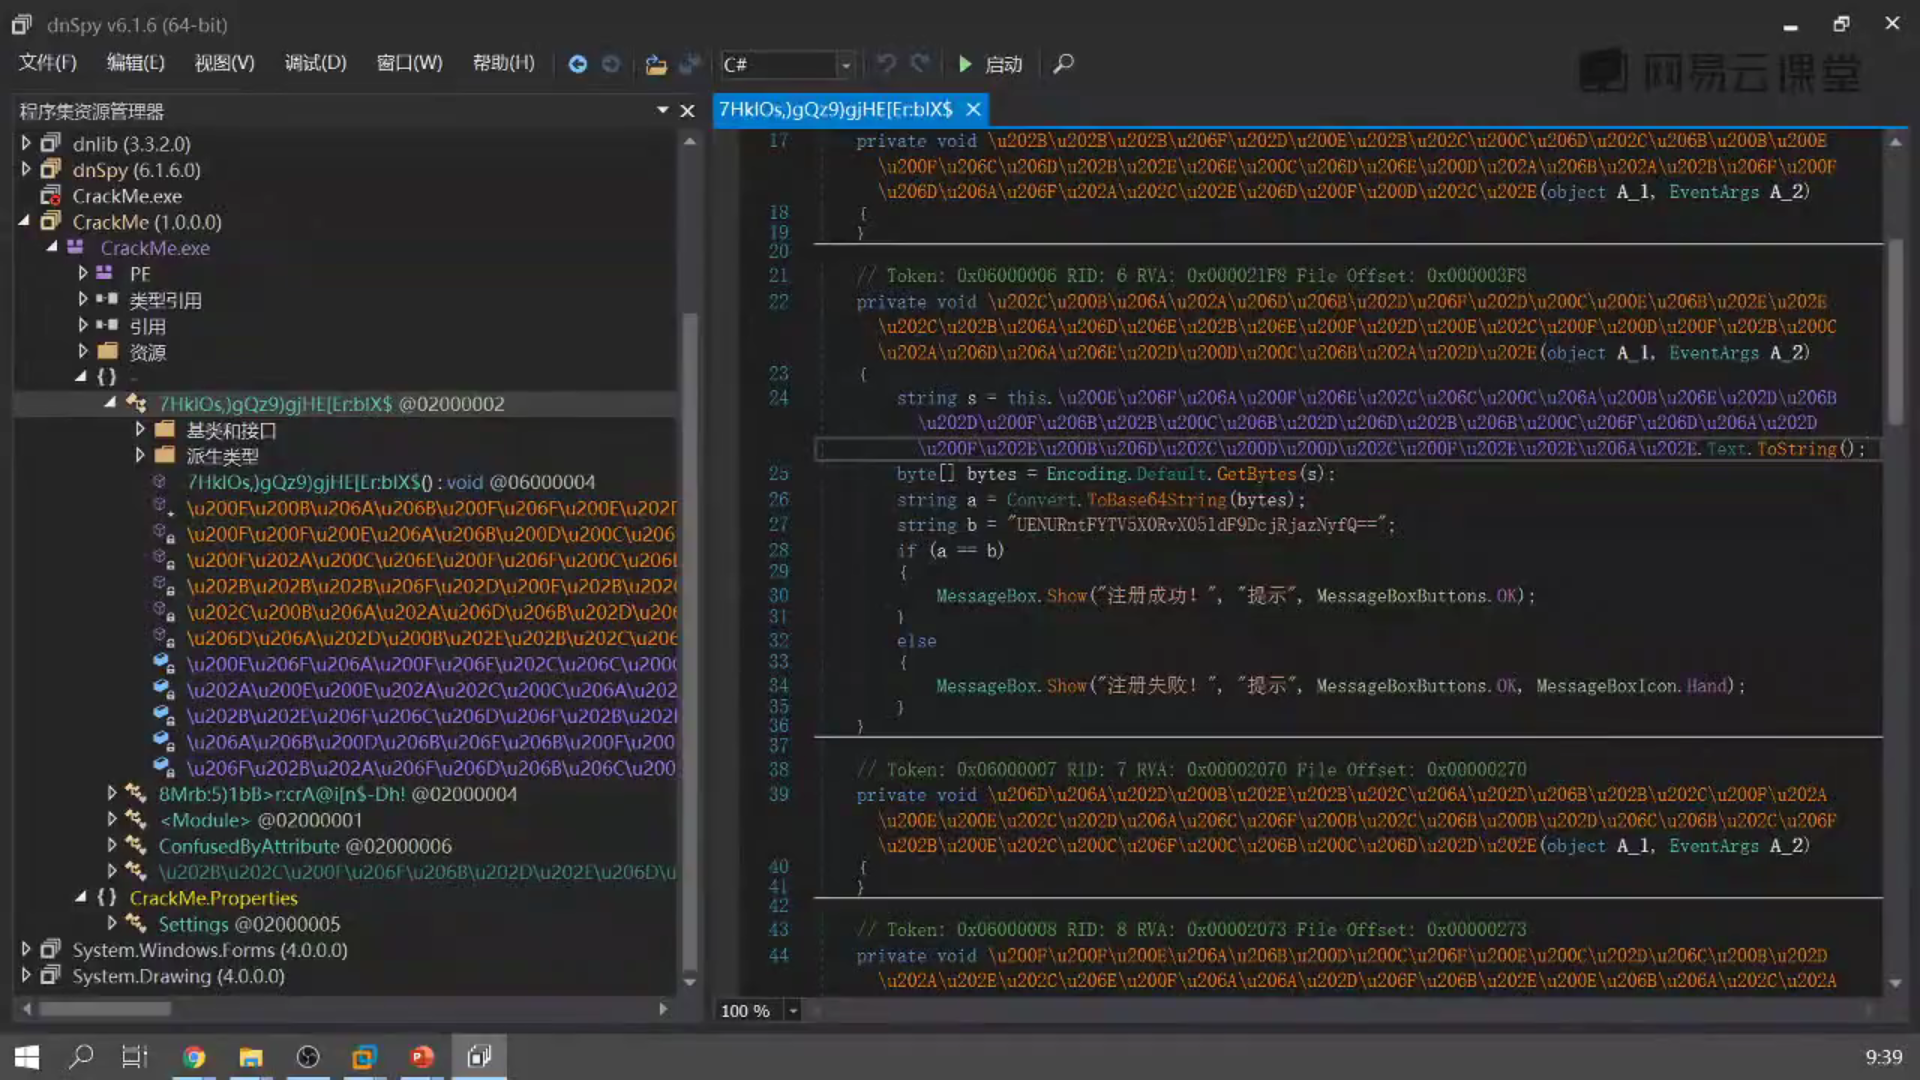 dnSpy v6.1.6 (64-bit)
文件(F) 编辑(E) 视图(V) 调试(D) 窗口(W) 帮助(H) C# 启动
网易云课堂
程序集资源管理器
dnlib (3.3.2.0)
dnSpy (6.1.6.0)
CrackMe.exe
CrackMe (1.0.0.0)
CrackMe.exe
PE
类型引用
引用
资源
{} -
7HklOs,)gQz9)gjHE[Er:blX$ @02000002
基类和接口
派生类型
7HklOs,)gQz9)gjHE[Er:blX$() : void @06000004
\u200E\u200B\u206A\u206B\u200F\u206F\u200E\u202D
\u200F\u200F\u200E\u206A\u206B\u200D\u200C\u206
\u200F\u202A\u200C\u206E\u200F\u206F\u200C\u206
\u202B\u202B\u202B\u206F\u202D\u200E\u202B\u202
\u202C\u200B\u206A\u202A\u206D\u206B\u202D\u206
\u206D\u206A\u202D\u200B\u202E\u202B\u202C\u206
\u200E\u206F\u206A\u200F\u206E\u202C\u206C\u200
\u202A\u200E\u200E\u202A\u202C\u200C\u206A\u202
\u202B\u202E\u206F\u206C\u206D\u206F\u202B\u202
\u206A\u206B\u200D\u206B\u206E\u206B\u200F\u200
\u206F\u202B\u202A\u206F\u206D\u206B\u206C\u200
8Mrb:5)1bB>r:crA@i[n$-Dh! @02000004
<Module> @02000001
ConfusedByAttribute @02000006
\u202B\u202C\u200F\u206F\u206B\u202D\u202E\u206D\u
{} CrackMe.Properties
Settings @02000005
System.Windows.Forms (4.0.0.0)
System.Drawing (4.0.0.0)
7HklOs,)gQz9)gjHE[Er:blX$
17 private void \u202B\u202B\u202B\u206F\u202D\u200E\u202B\u202C\u200C\u206D\u202C\u206B\u200B\u200E
\u200F\u206C\u206D\u202B\u202E\u206E\u200C\u206D\u206E\u200D\u202A\u206B\u202A\u202B\u206F\u200F
\u206D\u206A\u206F\u202A\u202C\u202E\u206D\u200F\u200D\u202C\u202E(object A_1, EventArgs A_2)
18 {
19 }
20
21 // Token: 0x06000006 RID: 6 RVA: 0x000021F8 File Offset: 0x000003F8
22 private void \u202C\u200B\u206A\u202A\u206D\u206B\u202D\u206F\u202D\u200C\u200E\u206B\u202E\u202E
\u202C\u202B\u206A\u206D\u206E\u202B\u206E\u200F\u202D\u200E\u202C\u200F\u200D\u200F\u202B\u200C
\u202A\u206D\u206A\u206E\u202D\u200D\u200C\u206B\u202A\u202D\u202E(object A_1, EventArgs A_2)
23 {
24 string s = this.\u200E\u206F\u206A\u200F\u206E\u202C\u206C\u200C\u206A\u200B\u206E\u202D\u206B
\u202D\u200F\u206B\u202B\u200C\u202B\u206D\u206D\u202B\u206B\u200C\u206F\u206D\u206A\u202D
\u200F\u202E\u200B\u206D\u202C\u200D\u200D\u202C\u200F\u202E\u202E\u206A\u202E.Text.ToString();
25 byte[] bytes = Encoding.Default.GetBytes(s);
26 string a = Convert.ToBase64String(bytes);
27 string b = "UENURntFYTV5X0RvX05ldF9DcjRjazNyfQ==";
28 if (a == b)
29 {
30 MessageBox.Show("注册成功！", "提示", MessageBoxButtons.OK);
31 }
32 else
33 {
34 MessageBox.Show("注册失败！", "提示", MessageBoxButtons.OK, MessageBoxIcon.Hand);
35 }
36 }
37
38 // Token: 0x06000007 RID: 7 RVA: 0x00002070 File Offset: 0x00000270
39 private void \u206D\u206A\u202D\u200B\u202E\u202B\u202C\u206A\u202D\u206B\u202B\u202C\u200F\u202A
\u200E\u200E\u202C\u202D\u206A\u206C\u206F\u200B\u202C\u206B\u200B\u202D\u206C\u206B\u202C\u206F
\u202B\u200E\u202C\u200C\u206F\u206B\u200C\u206D\u202D\u202E(object A_1, EventArgs A_2)
40 {
41 }
42
43 // Token: 0x06000008 RID: 8 RVA: 0x00002073 File Offset: 0x00000273
44 private void \u200F\u200F\u200E\u206A\u206B\u200D\u200C\u206F\u200E\u200C\u202D\u206C\u200B\u202D
\u202A\u202E\u202C\u206E\u200F\u206A\u206A\u202D\u206F\u206B\u202E\u200E\u206B\u206A\u202C\u202A
100 %
9:39